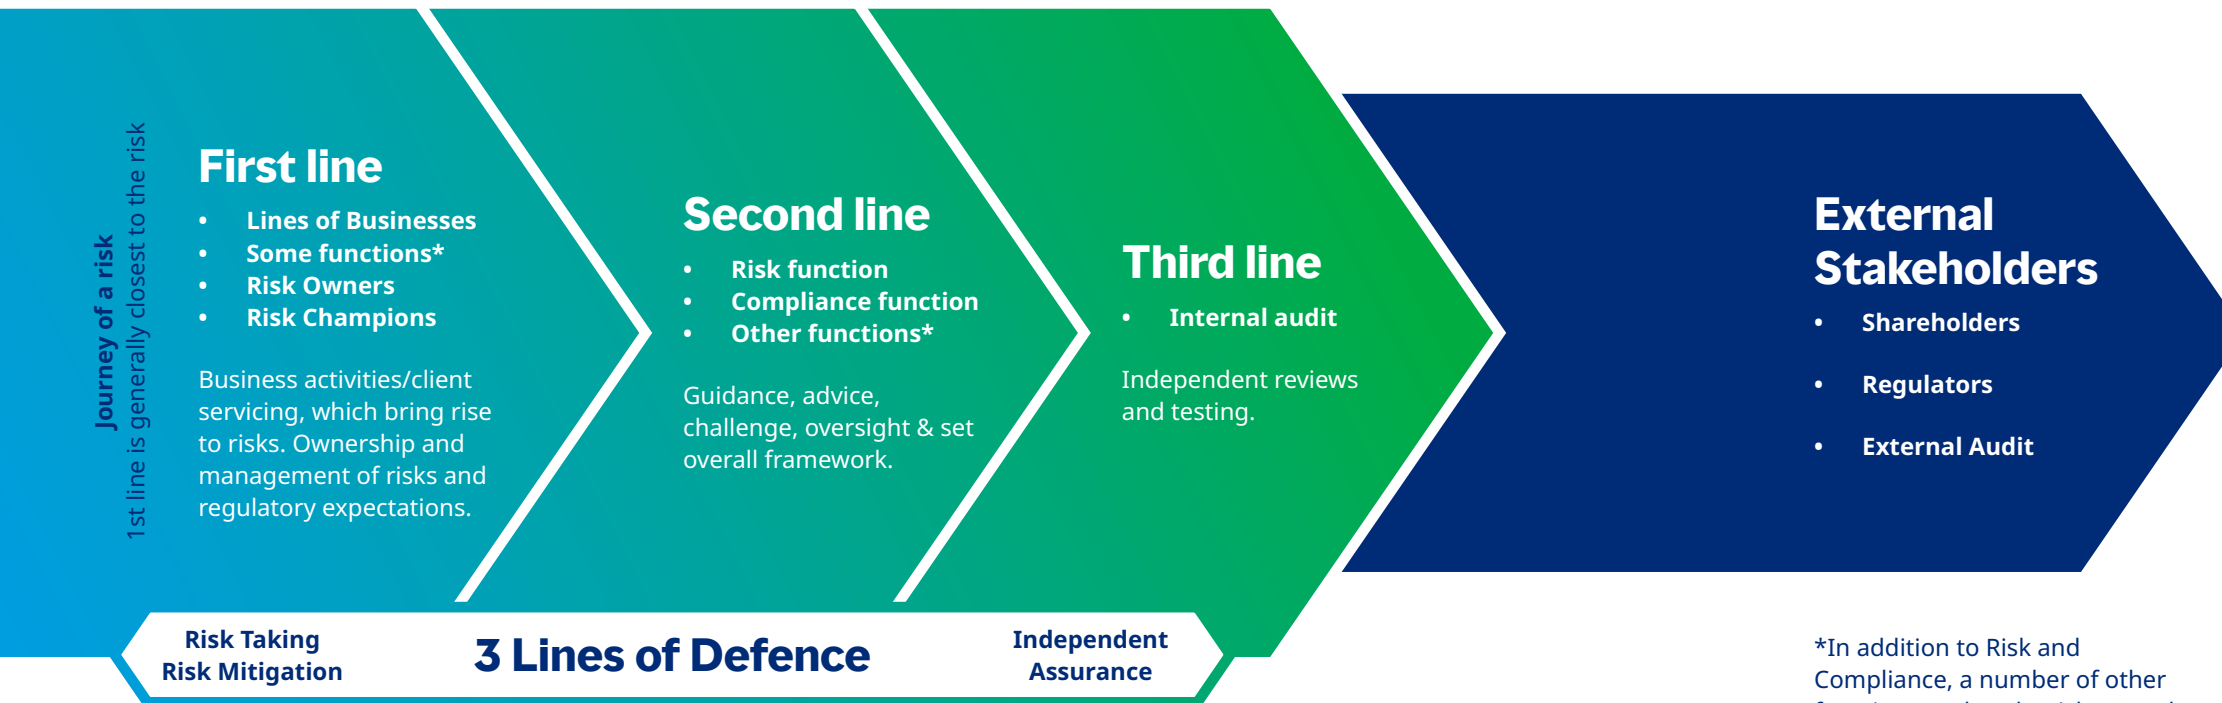 Journey of a risk
1st line is generally closest to the risk
First line
• Lines of Businesses
• Some functions*
• Risk Owners
• Risk Champions
Business activities/client
servicing, which bring rise
to risks. Ownership and
management of risks and
regulatory expectations.
Second line
• Risk function
• Compliance function
• Other functions*
Guidance, advice,
challenge, oversight & set
overall framework.
Third line
• Internal audit
Independent reviews
and testing.
External
Stakeholders
• Shareholders
• Regulators
• External Audit
Risk Taking
Risk Mitigation
3 Lines of Defence
Independent
Assurance
*In addition to Risk and
Compliance, a number of other